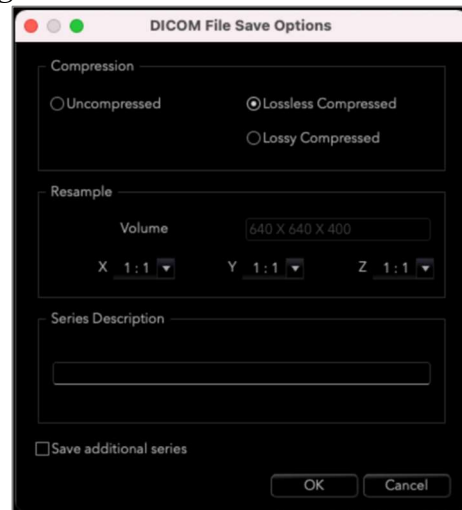 DICOM File Save Options
Compression
Uncompressed
Lossless Compressed
Lossy Compressed
Resample
Volume
640 X 640 X 400
X 1 : 1 Y 1 : 1 Z 1 : 1
Series Description
Save additional series
OK Cancel